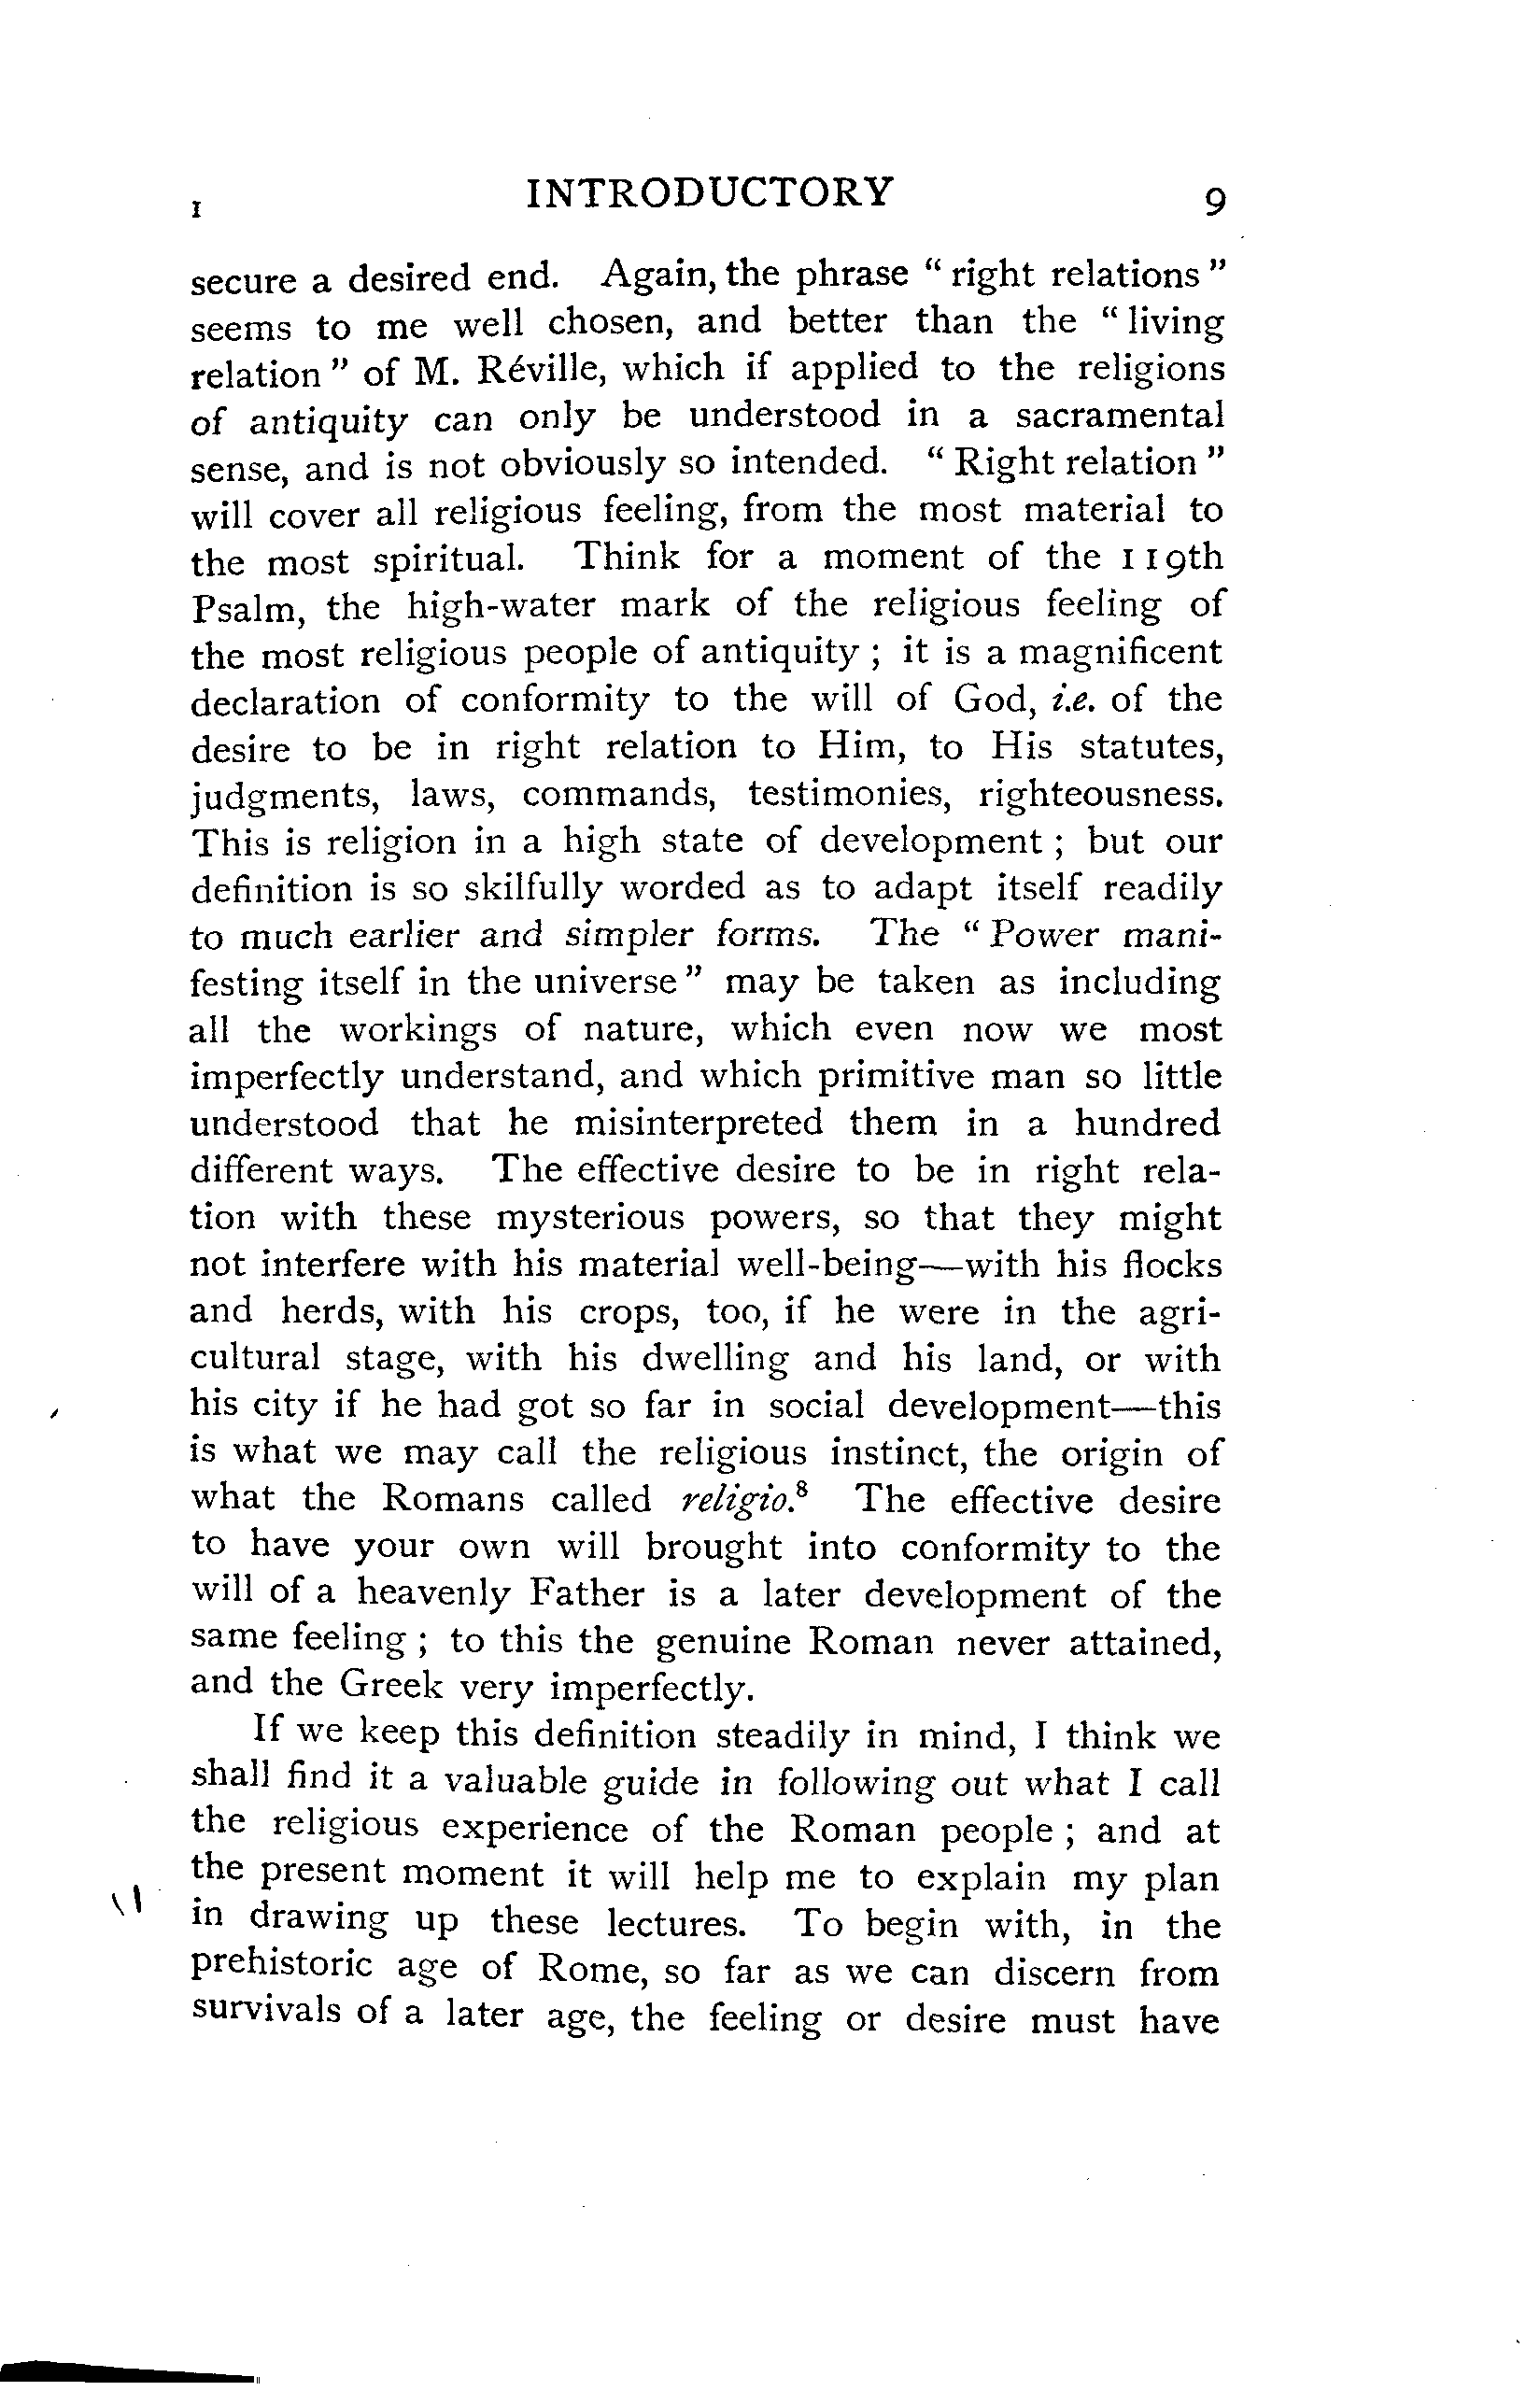 I INTRODUCTORY 9
secure a desired end. Again, the phrase “ right relations ”
seems to me well chosen, and better than the “ living
relation ” of M. Réville, which if applied to the religions
of antiquity can only be understood in a sacramental
sense, and is not obviously so intended. “ Right relation ”
will cover all religious feeling, from the most material to
the most spiritual. Think for a moment of the 119th
Psalm, the high-water mark of the religious feeling of
the most religious people of antiquity ; it is a magnificent
declaration of conformity to the will of God, i.e. of the
desire to be in right relation to Him, to His statutes,
judgments, laws, commands, testimonies, righteousness.
This is religion in a high state of development ; but our
definition is so skilfully worded as to adapt itself readily
to much earlier and simpler forms. The “ Power mani-
festing itself in the universe ” may be taken as including
all the workings of nature, which even now we most
imperfectly understand, and which primitive man so little
understood that he misinterpreted them in a hundred
different ways. The effective desire to be in right rela-
tion with these mysterious powers, so that they might
not interfere with his material well-being—with his flocks
and herds, with his crops, too, if he were in the agri-
cultural stage, with his dwelling and his land, or with
his city if he had got so far in social development—this
is what we may call the religious instinct, the origin of
what the Romans called religio.⁸ The effective desire
to have your own will brought into conformity to the
will of a heavenly Father is a later development of the
same feeling ; to this the genuine Roman never attained,
and the Greek very imperfectly.
If we keep this definition steadily in mind, I think we
shall find it a valuable guide in following out what I call
the religious experience of the Roman people ; and at
the present moment it will help me to explain my plan
in drawing up these lectures. To begin with, in the
prehistoric age of Rome, so far as we can discern from
survivals of a later age, the feeling or desire must have